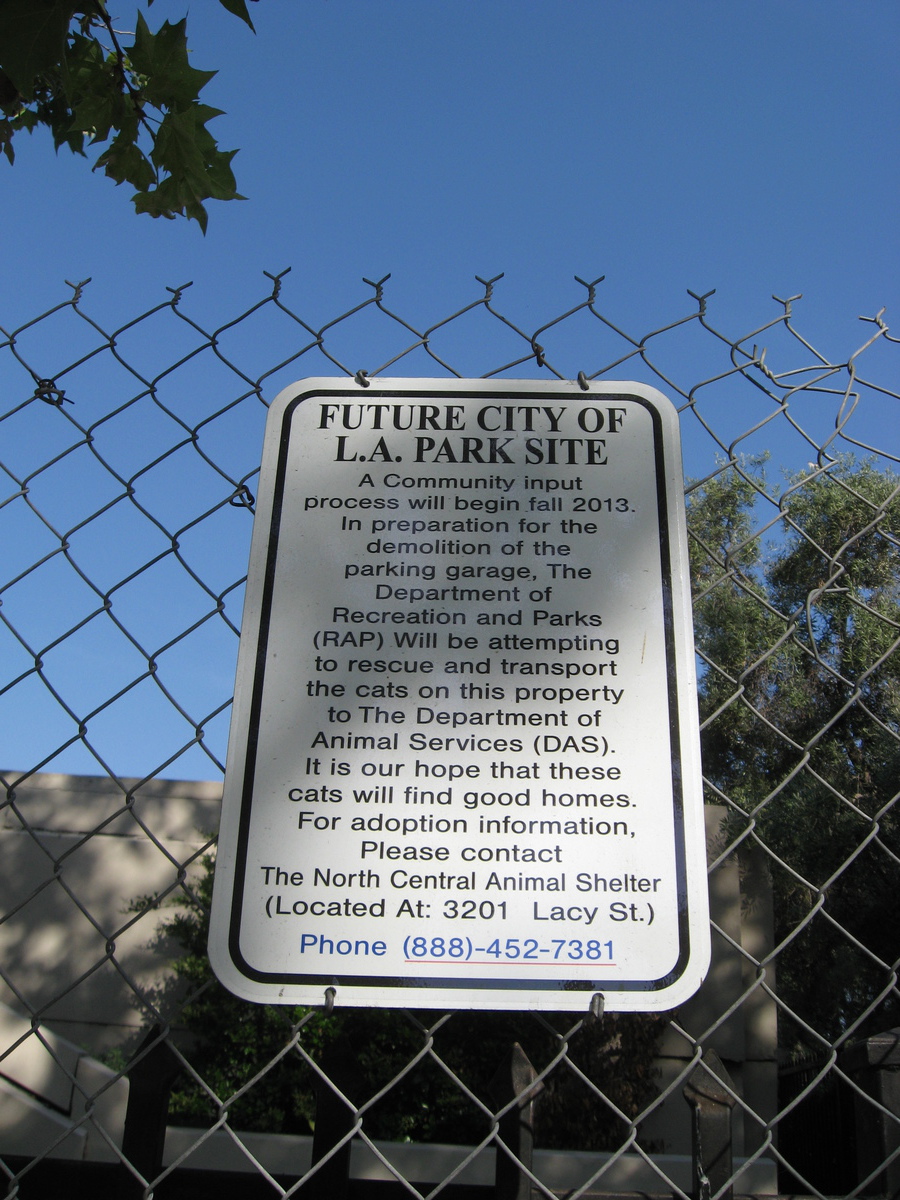 FUTURE CITY OF
L.A. PARK SITE
A Community input
process will begin fall 2013.
In preparation for the
demolition of the
parking garage, The
Department of
Recreation and Parks
(RAP) Will be attempting
to rescue and transport
the cats on this property
to The Department of
Animal Services (DAS).
It is our hope that these
cats will find good homes.
For adoption information,
Please contact
The North Central Animal Shelter
(Located At: 3201 Lacy St.)
Phone (888)-452-7381